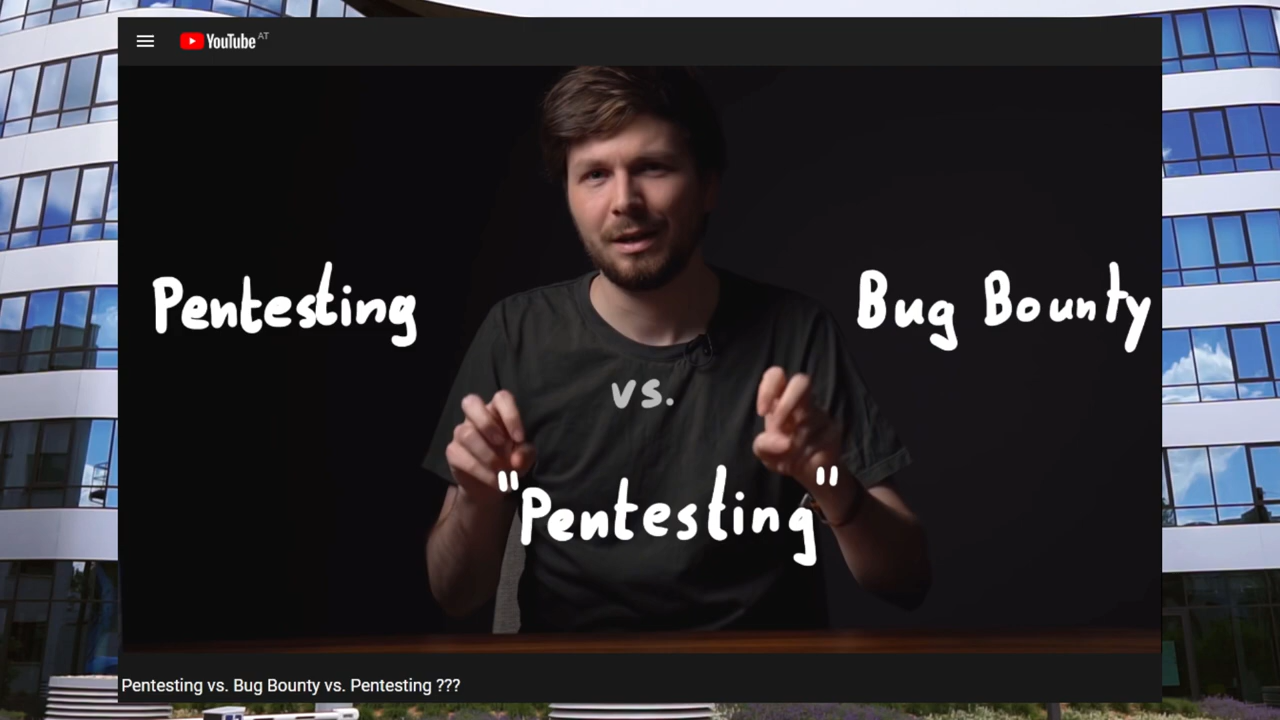 YouTube AT
Pentesting
Bug Bounty
vs.
"Pentesting"
Pentesting vs. Bug Bounty vs. Pentesting ???